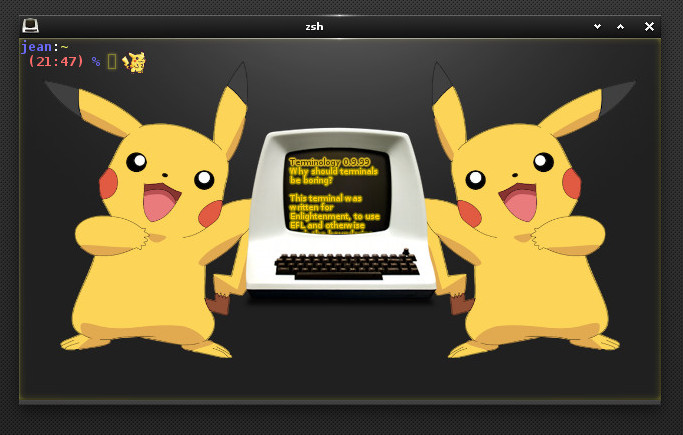 zsh
jean:~
(21:47) %
Terminology 0.9.99
Why should terminals
be boring?
This terminal was
written for
Enlightenment, to use
EFL and otherwise